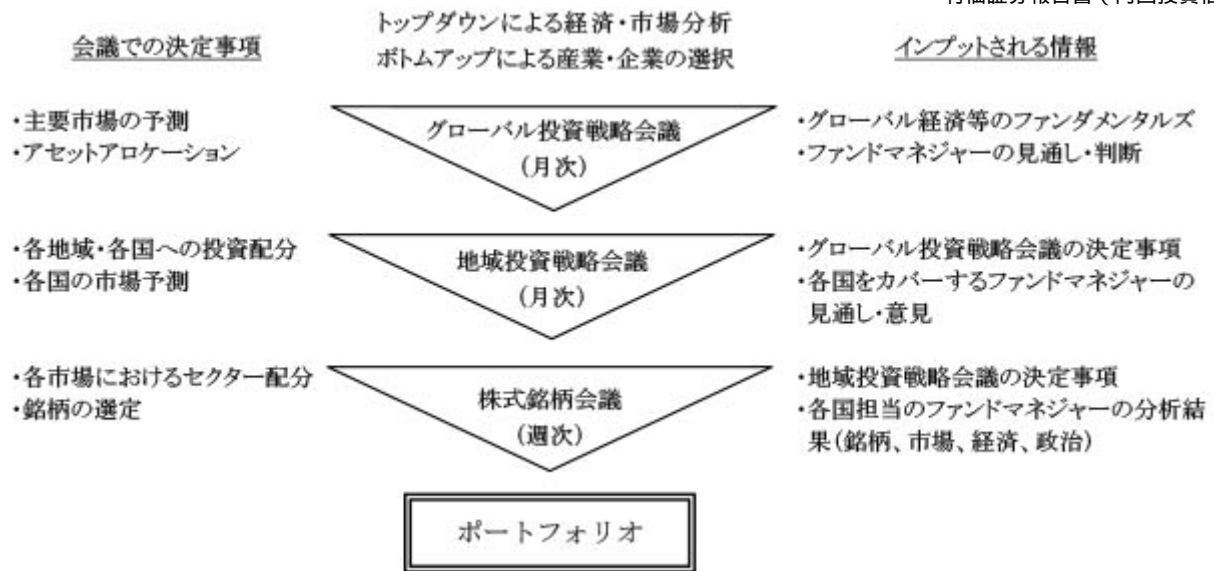 会議での決定事項
トップダウンによる経済・市場分析
ボトムアップによる産業・企業の選択
インプットされる情報
・主要市場の予測
・アセットアロケーション
グローバル投資戦略会議
(月次)
・グローバル経済等のファンダメンタルズ
・ファンドマネジャーの見通し・判断
・各地域・各国への投資配分
・各国の市場予測
地域投資戦略会議
(月次)
・グローバル投資戦略会議の決定事項
・各国をカバーするファンドマネジャーの
見通し・意見
・各市場におけるセクター配分
・銘柄の選定
株式銘柄会議
(週次)
・地域投資戦略会議の決定事項
・各国担当のファンドマネジャーの分析結
果(銘柄、市場、経済、政治)
ポートフォリオ